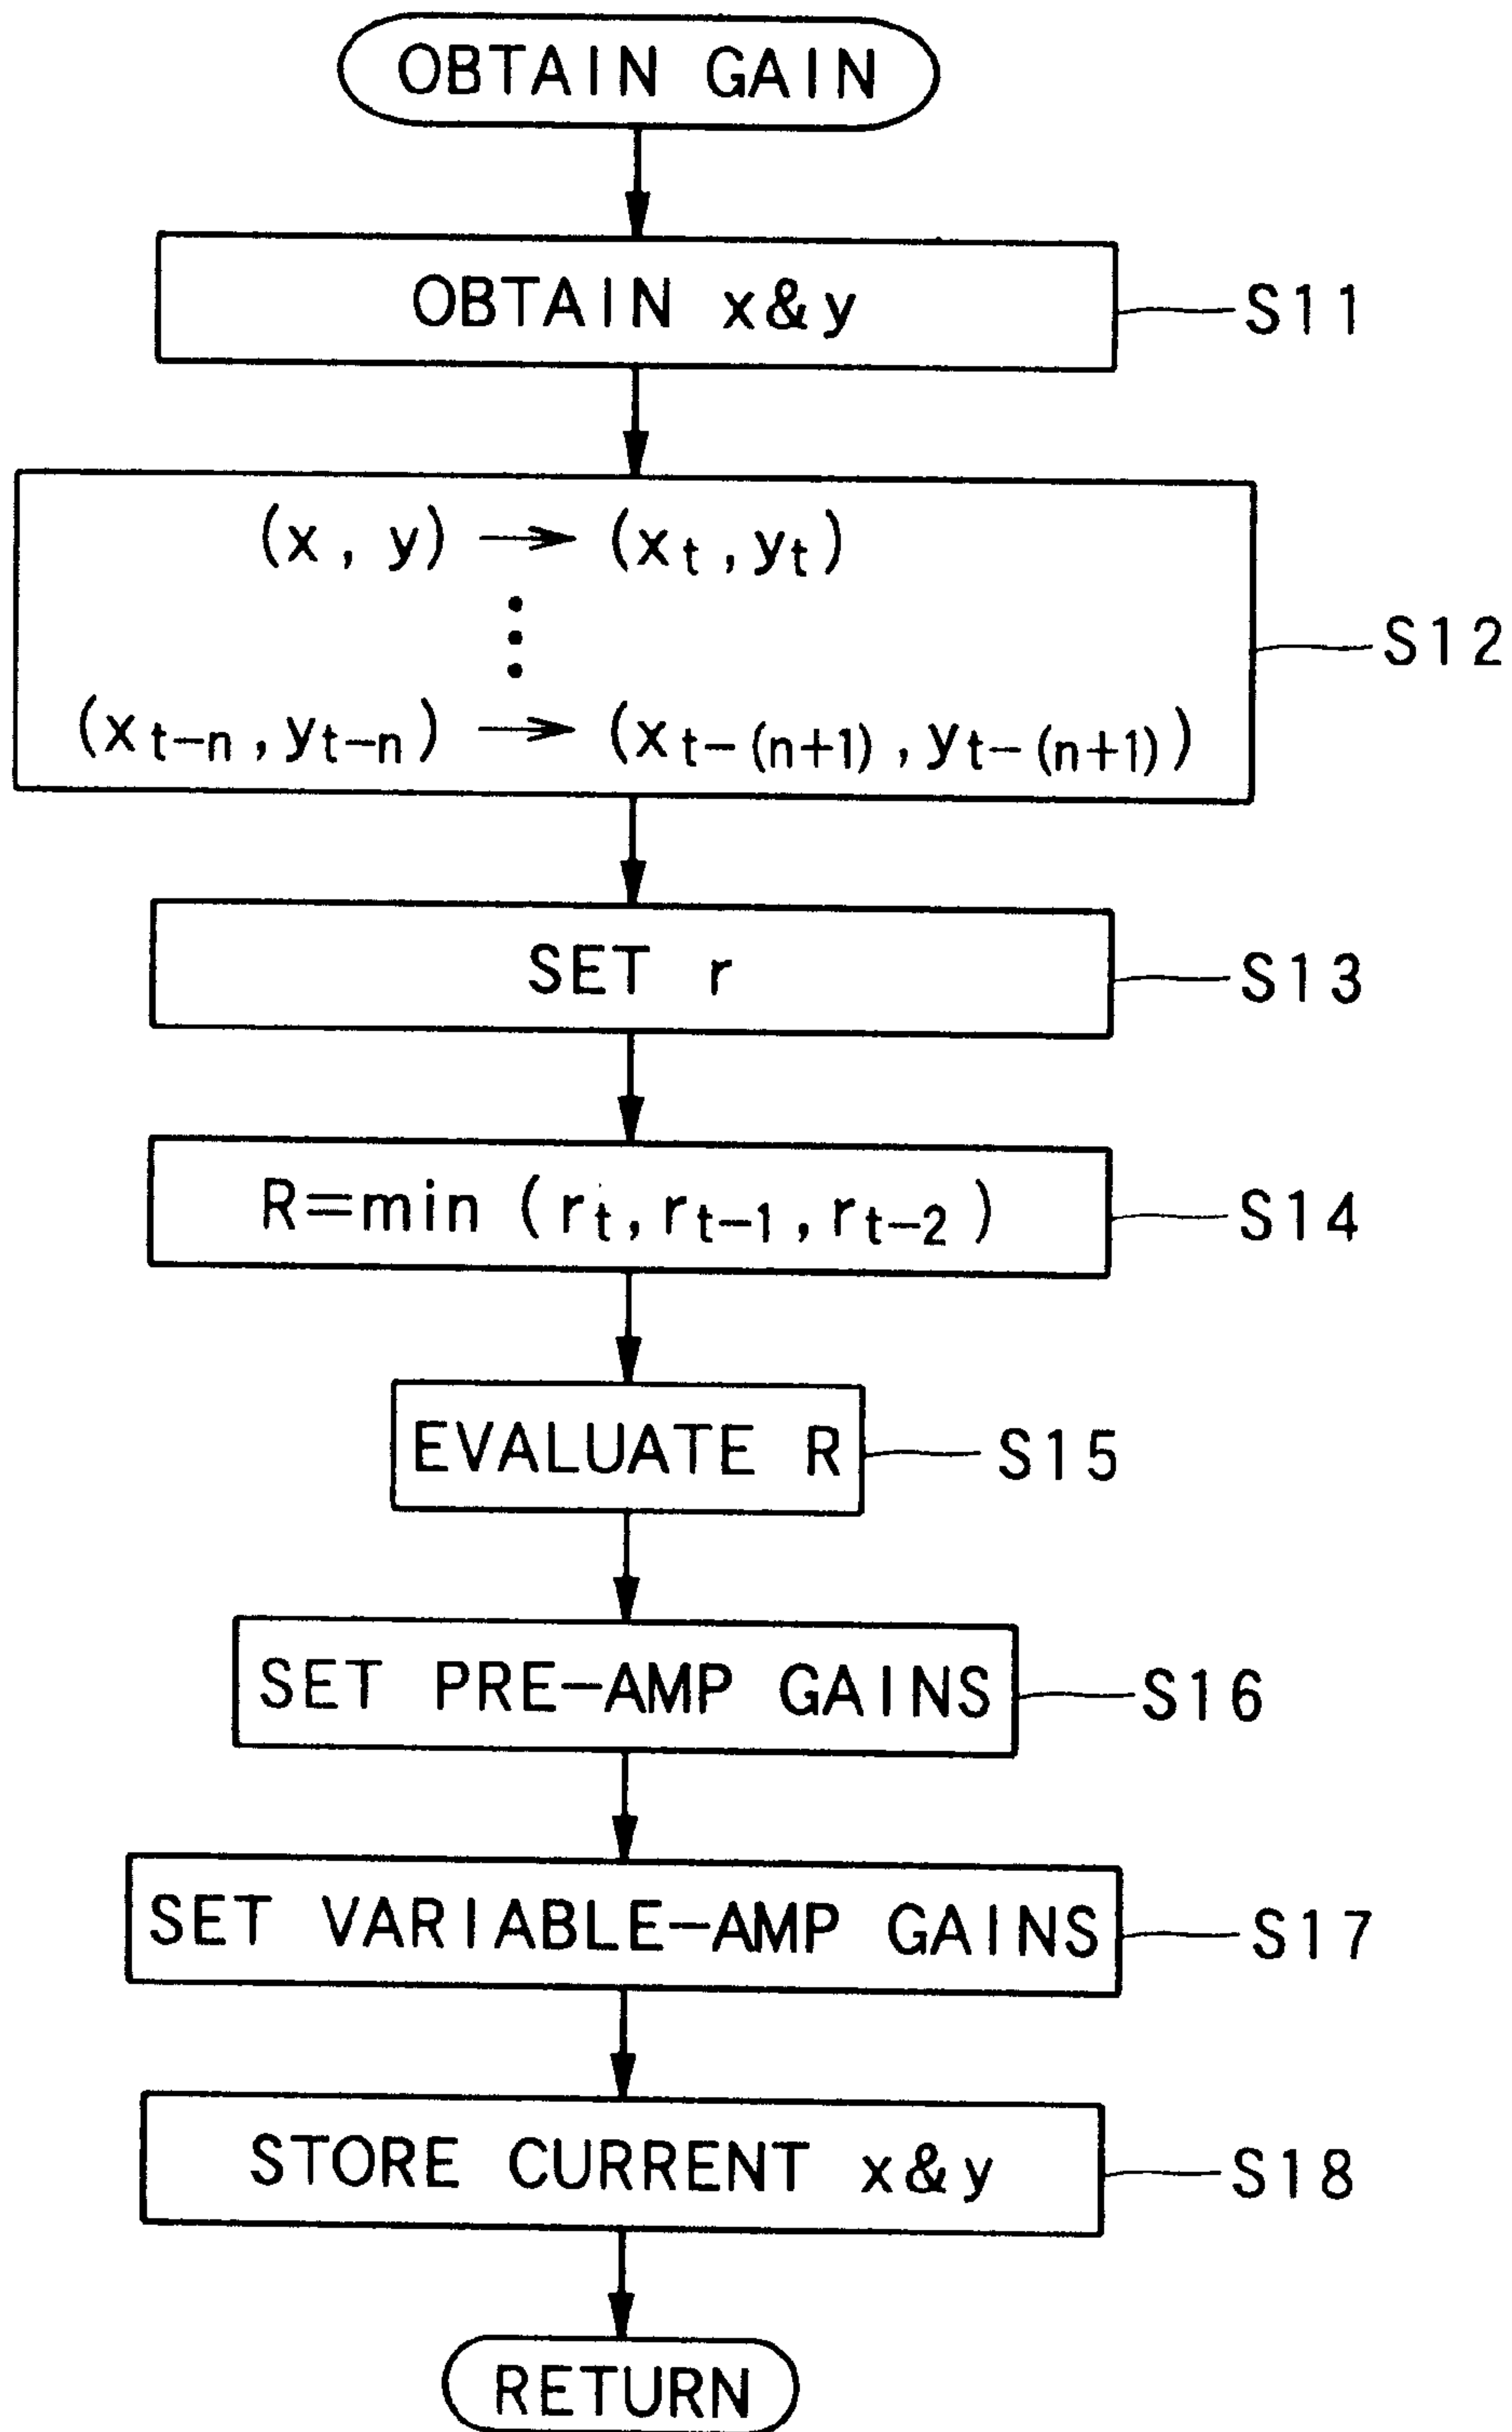 OBTAIN GAIN
OBTAIN x&y
S11
(x, y) → (xt, yt)
S12
(xt-n, yt-n) → (xt-(n+1), yt-(n+1))
SET r
S13
R=min (rt, rt-1, rt-2)
S14
EVALUATE R
S15
SET PRE-AMP GAINS
S16
SET VARIABLE-AMP GAINS
S17
STORE CURRENT x&y
S18
RETURN